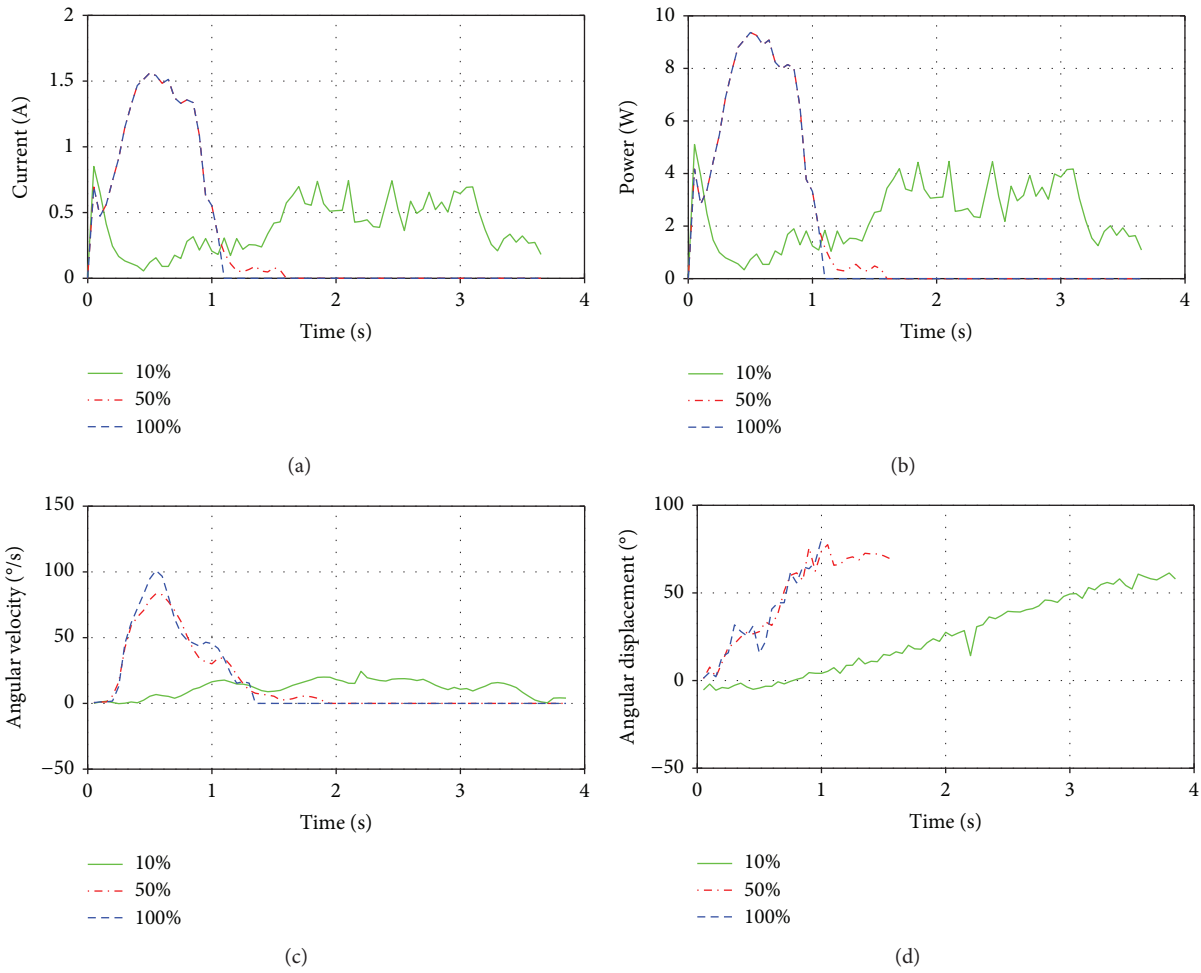 2
1.5
1
0.5
0
Current (A)
0 1 2 3 4
Time (s)
10%
50%
100%
(a)
10
8
6
4
2
0
Power (W)
0 1 2 3 4
Time (s)
10%
50%
100%
(b)
150
100
50
0
−50
Angular velocity (°/s)
0 1 2 3 4
Time (s)
10%
50%
100%
(c)
100
50
0
−50
Angular displacement (°)
0 1 2 3 4
Time (s)
10%
50%
100%
(d)